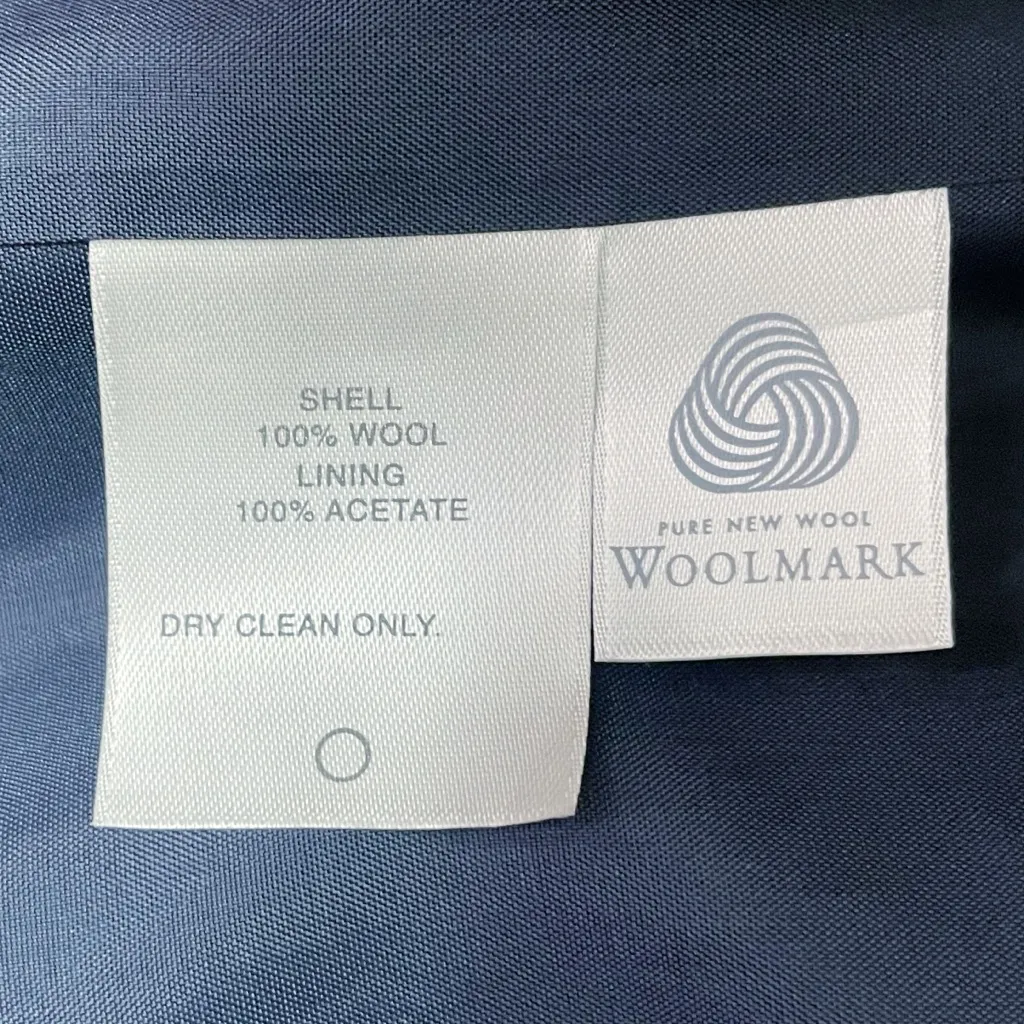 SHELL
100% WOOL
LINING
100% ACETATE
DRY CLEAN ONLY.
PURE NEW WOOL
WOOLMARK